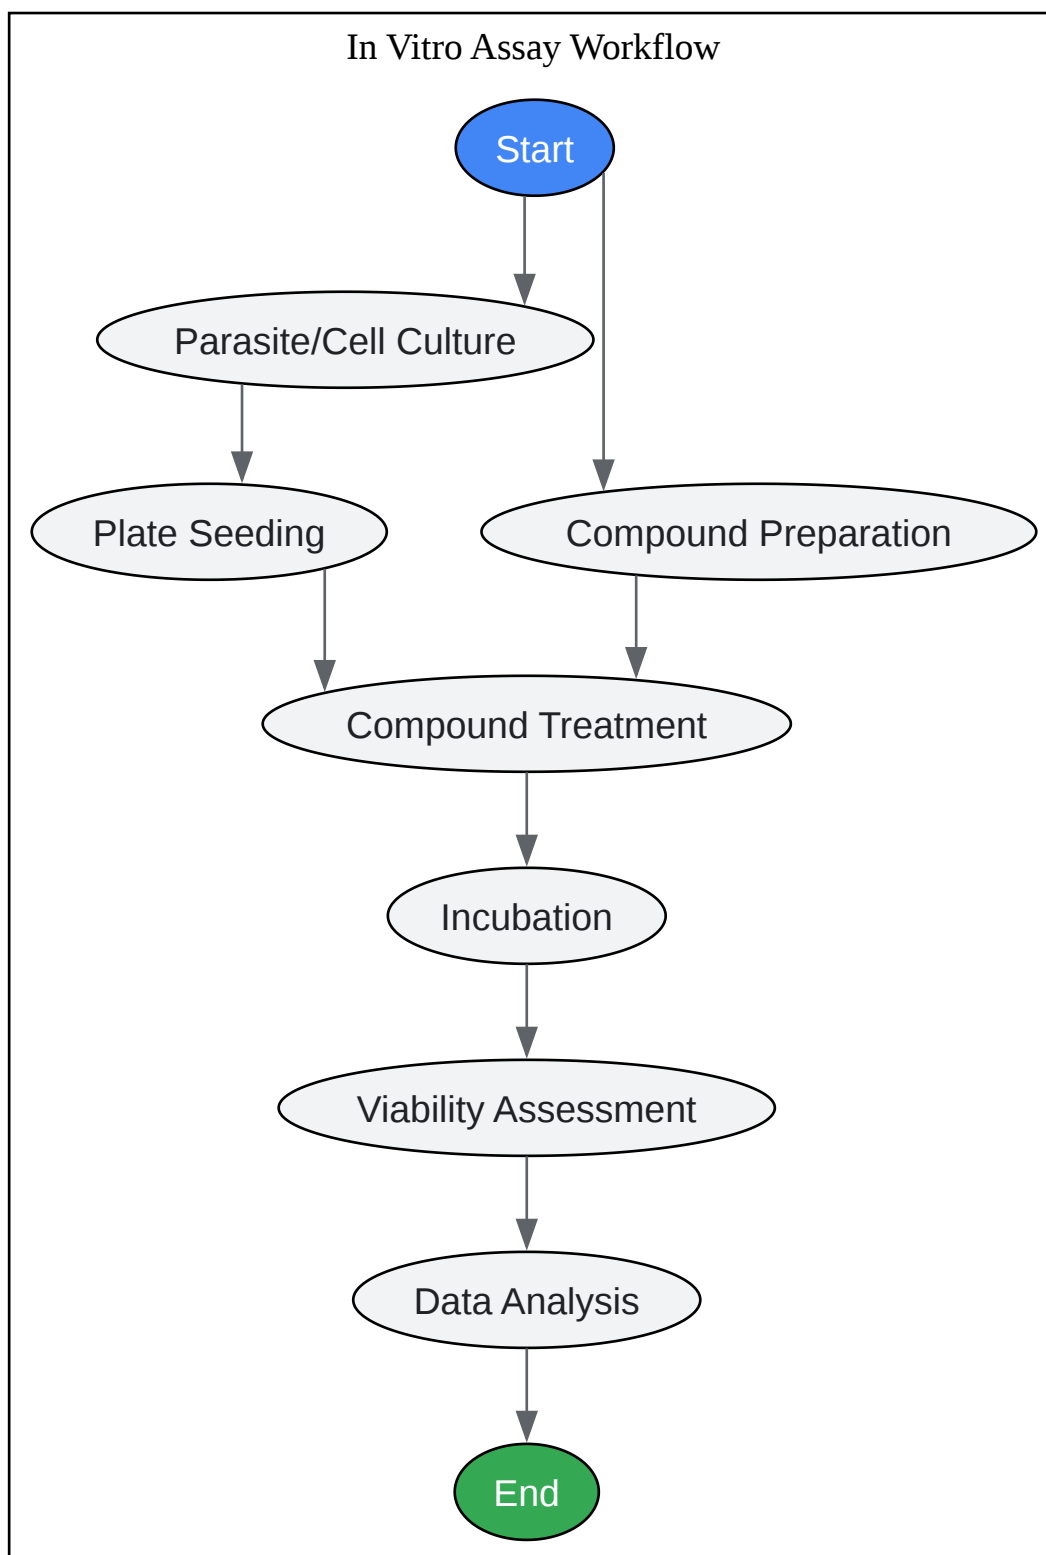 In Vitro Assay Workflow
Start
Parasite/Cell Culture
Plate Seeding
Compound Preparation
Compound Treatment
Incubation
Viability Assessment
Data Analysis
End